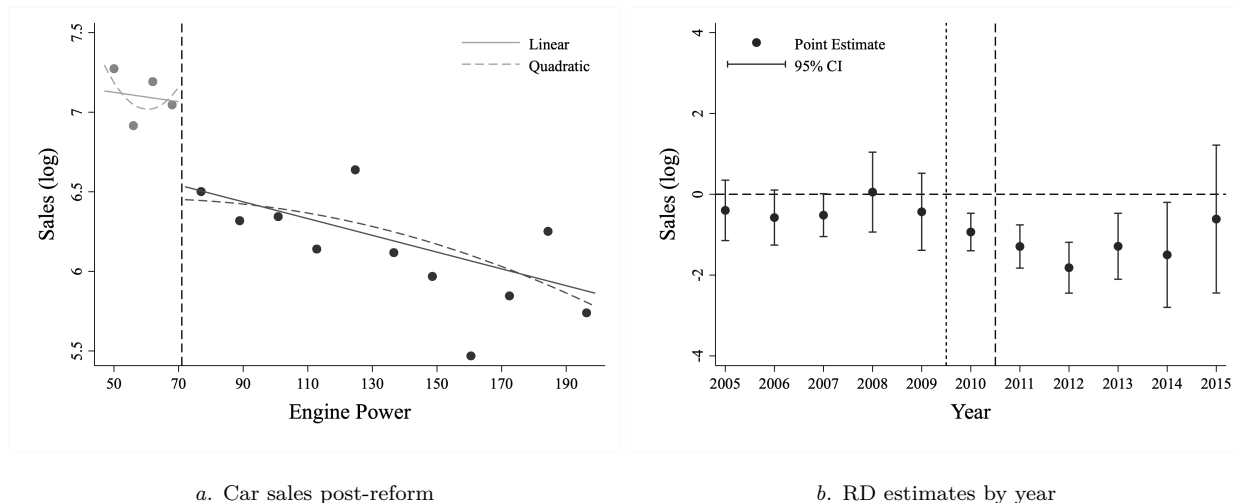 7.5
7
6.5
6
5.5
Sales (log)
Linear
Quadratic
50 70 90 110 130 150 170 190
Engine Power
a. Car sales post-reform
4
2
0
-2
-4
Sales (log)
Point Estimate
95% CI
2005 2006 2007 2008 2009 2010 2011 2012 2013 2014 2015
Year
b. RD estimates by year